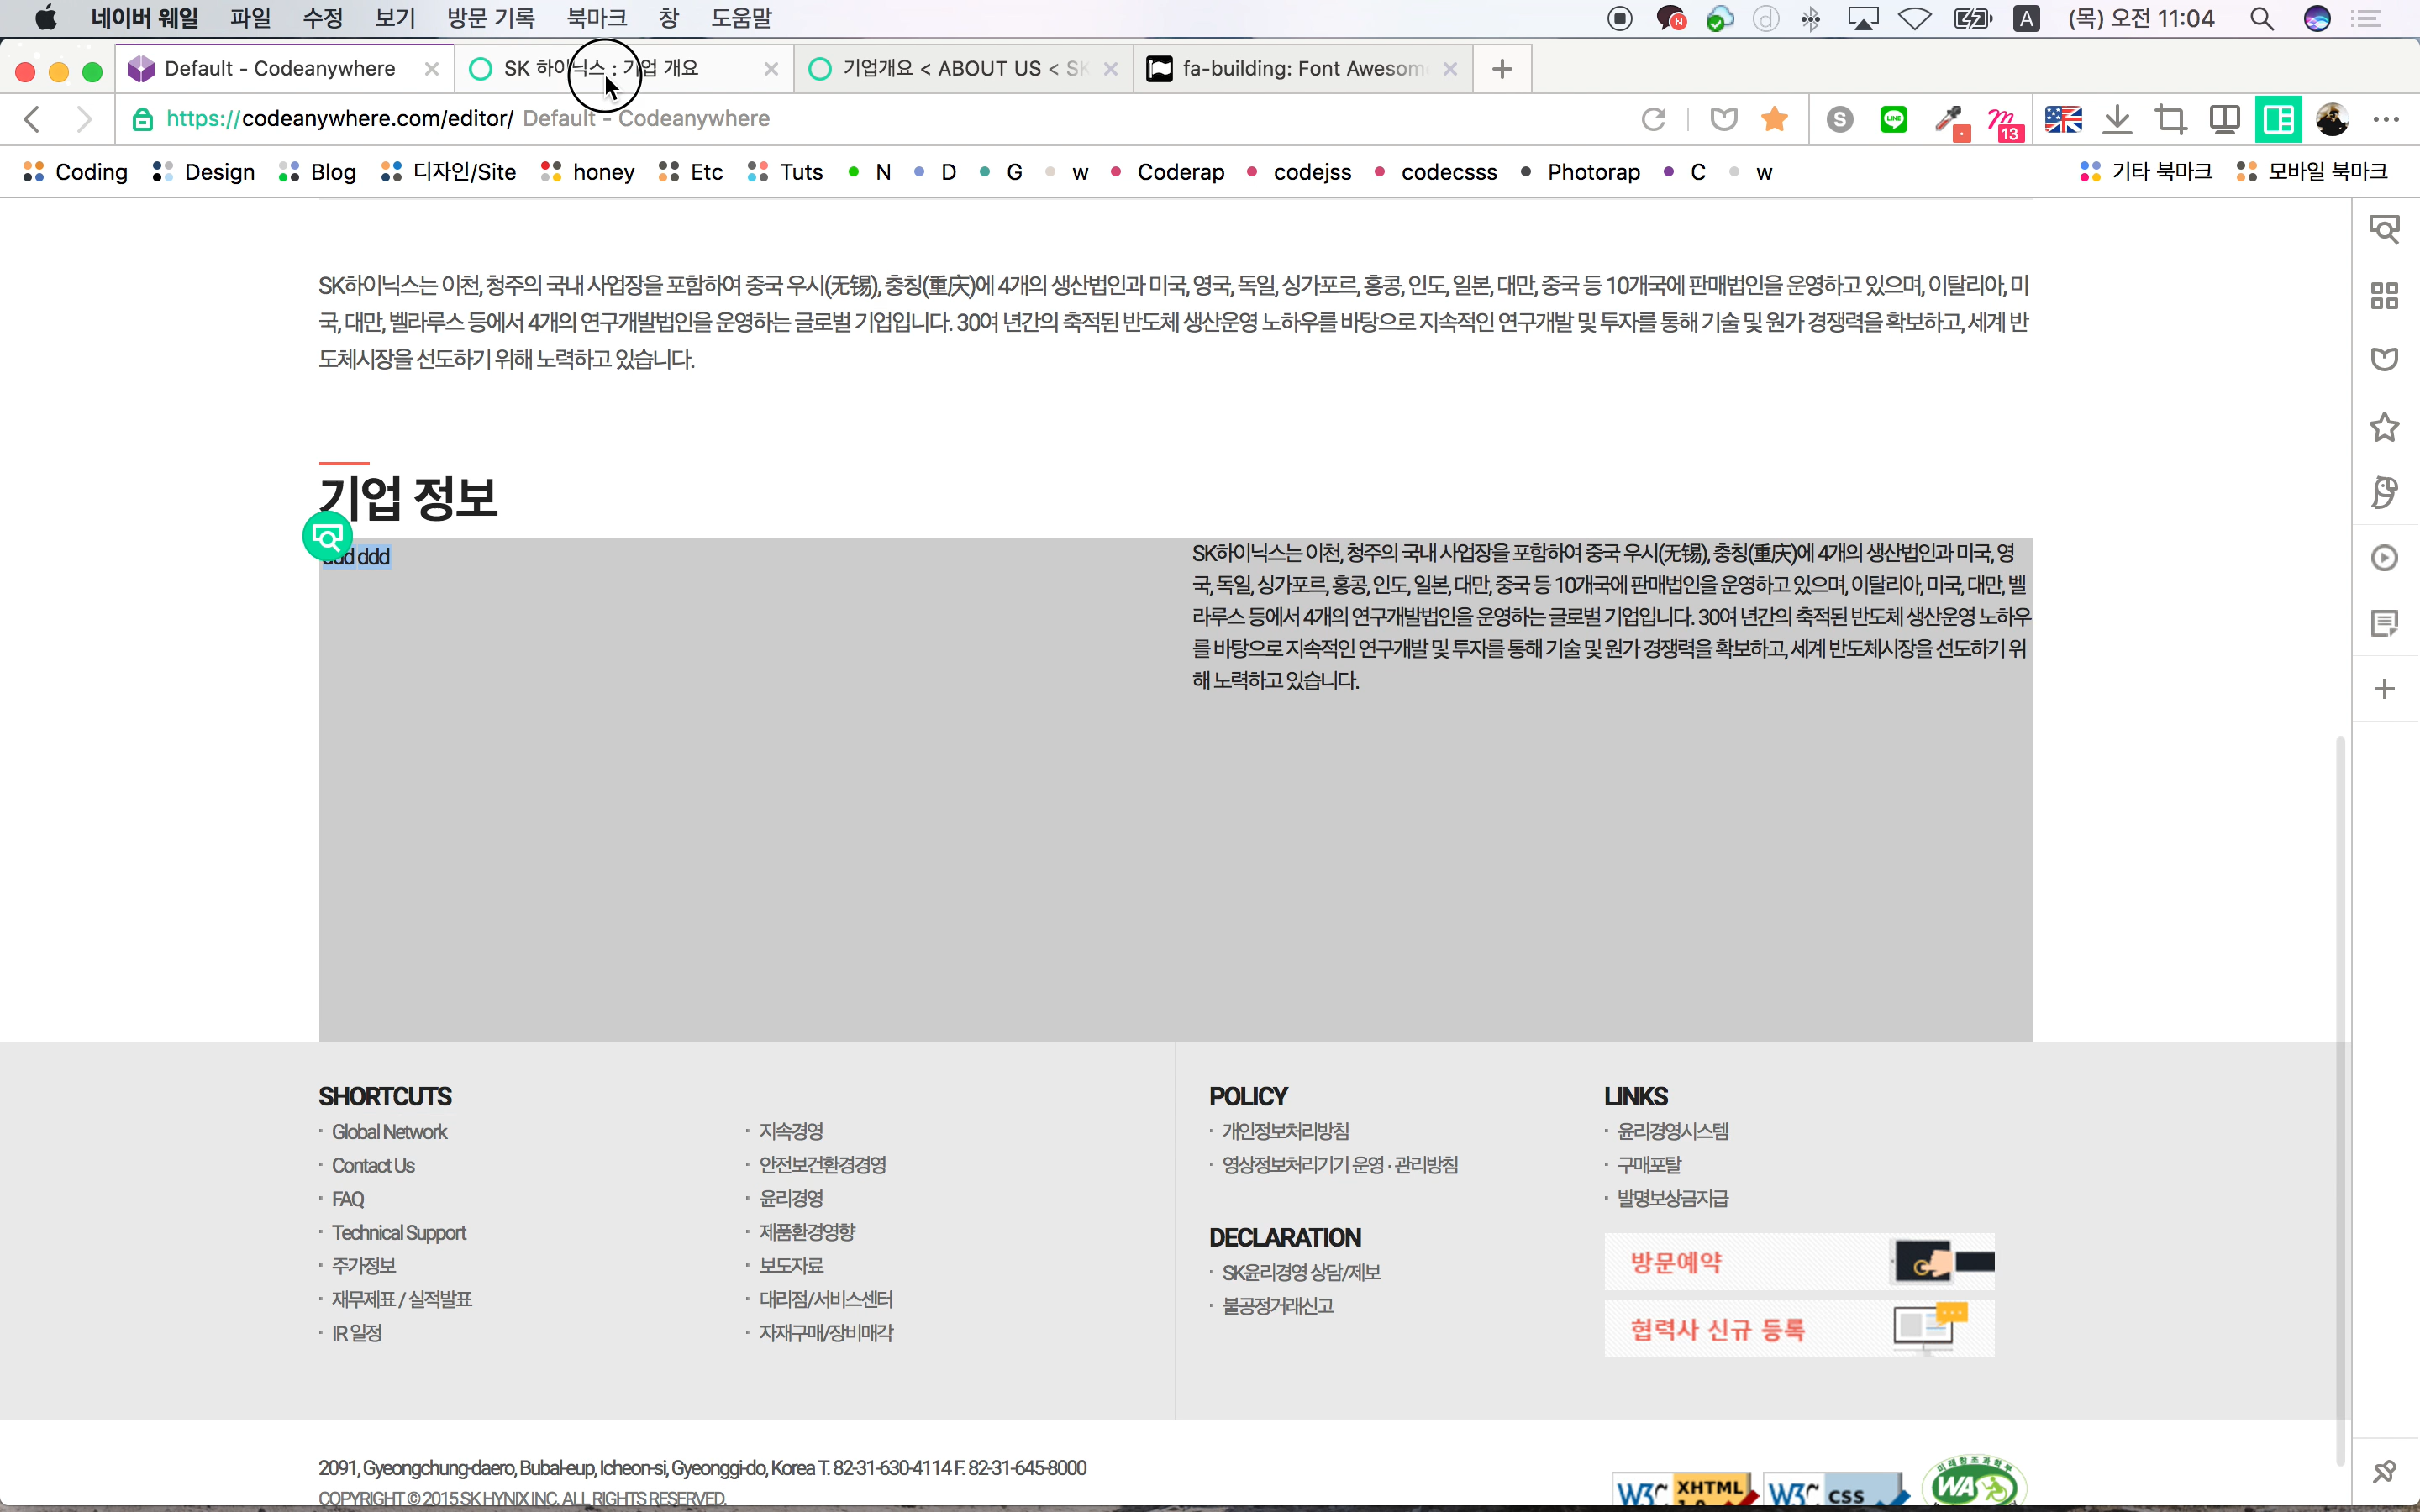 네이버 웨일 파일 수정 보기 방문 기록 북마크 창 도움말 A (목) 오전 11:04
Default - Codeanywhere SK 하이닉스 : 기업 개요 기업개요 < ABOUT US < SK fa-building: Font Awesom
https://codeanywhere.com/editor/ Default - Codeanywhere S LINE 13
Coding Design Blog 디자인/Site honey Etc Tuts N D G w Coderap codejss codecsss Photorap C w 기타 북마크 모바일 북마크
SK하이닉스는 이천, 청주의 국내 사업장을 포함하여 중국 우시(无锡), 충칭(重庆)에 4개의 생산법인과 미국, 영국, 독일, 싱가포르, 홍콩, 인도, 일본, 대만, 중국 등 10개국에 판매법인을 운영하고 있으며, 이탈리아, 미
국, 대만, 벨라루스 등에서 4개의 연구개발법인을 운영하는 글로벌 기업입니다. 30여 년간의 축적된 반도체 생산운영 노하우를 바탕으로 지속적인 연구개발 및 투자를 통해 기술 및 원가 경쟁력을 확보하고, 세계 반
도체시장을 선도하기 위해 노력하고 있습니다.
기업 정보
ddd
SK하이닉스는 이천, 청주의 국내 사업장을 포함하여 중국 우시(无锡), 충칭(重庆)에 4개의 생산법인과 미국, 영
국, 독일, 싱가포르, 홍콩, 인도, 일본, 대만, 중국 등 10개국에 판매법인을 운영하고 있으며, 이탈리아, 미국, 대만, 벨
라루스 등에서 4개의 연구개발법인을 운영하는 글로벌 기업입니다. 30여 년간의 축적된 반도체 생산운영 노하우
를 바탕으로 지속적인 연구개발 및 투자를 통해 기술 및 원가 경쟁력을 확보하고, 세계 반도체시장을 선도하기 위
해 노력하고 있습니다.
SHORTCUTS
· Global Network
· Contact Us
· FAQ
· Technical Support
· 주가정보
· 재무제표 / 실적발표
· IR 일정
· 지속경영
· 안전보건환경경영
· 윤리경영
· 제품환경영향
· 보도자료
· 대리점/서비스센터
· 자재구매/장비매각
POLICY
· 개인정보처리방침
· 영상정보처리기기 운영 · 관리방침
DECLARATION
· SK윤리경영 상담/제보
· 불공정거래신고
LINKS
· 윤리경영시스템
· 구매포탈
· 발명보상금지급
방문예약
협력사 신규 등록
2091, Gyeongchung-daero, Bubal-eup, Icheon-si, Gyeonggi-do, Korea T. 82-31-630-4114 F. 82-31-645-8000
COPYRIGHT © 2015 SK HYNIX INC. ALL RIGHTS RESERVED.
W3C XHTML 1.0
W3C CSS
미래창조과학부
WA